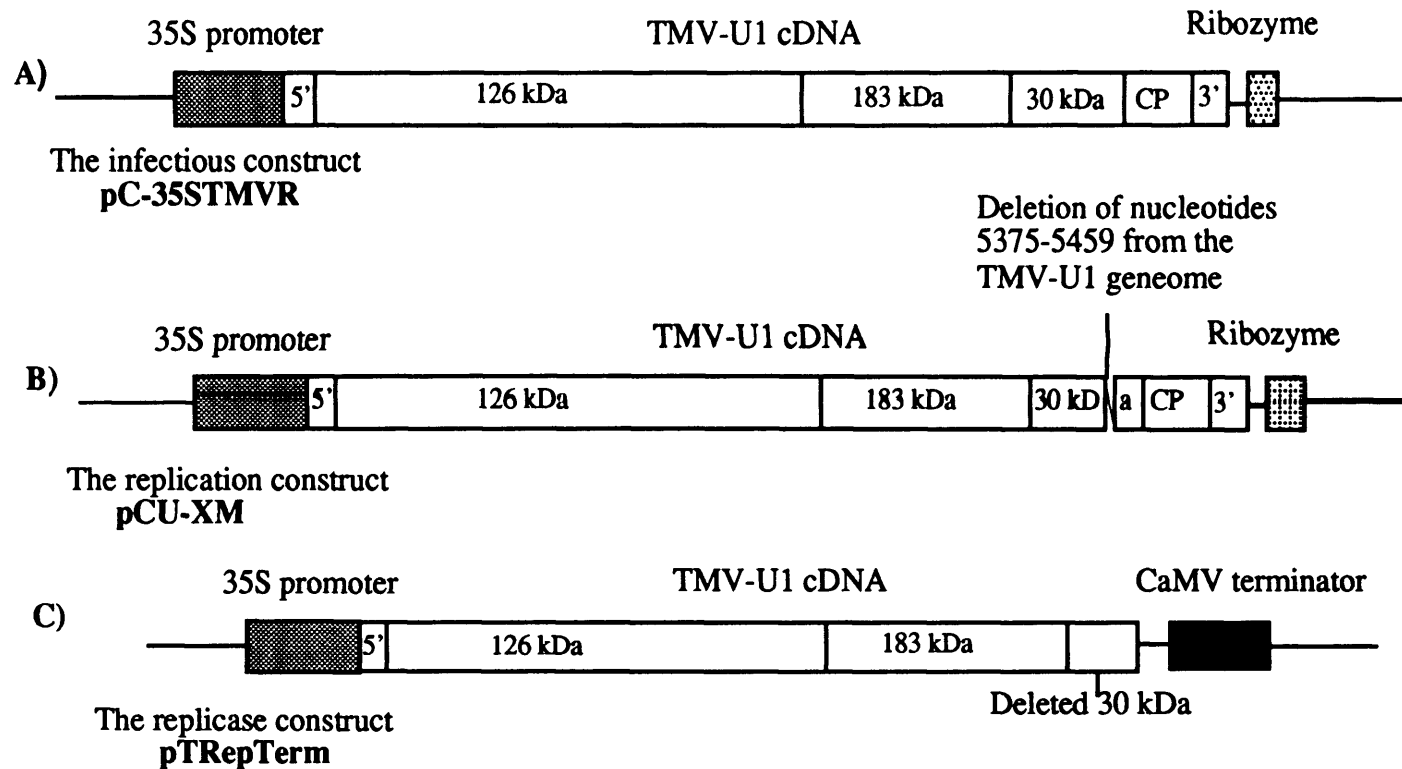 35S promoter TMV-U1 cDNA Ribozyme
A) 5' 126 kDa 183 kDa 30 kDa CP 3'
The infectious construct
pC-35STMVR
Deletion of nucleotides
5375-5459 from the
TMV-U1 geneome
35S promoter TMV-U1 cDNA Ribozyme
B) 5' 126 kDa 183 kDa 30 kD a CP 3'
The replication construct
pCU-XM
35S promoter TMV-U1 cDNA CaMV terminator
C) 5' 126 kDa 183 kDa
Deleted 30 kDa
The replicase construct
pTRepTerm